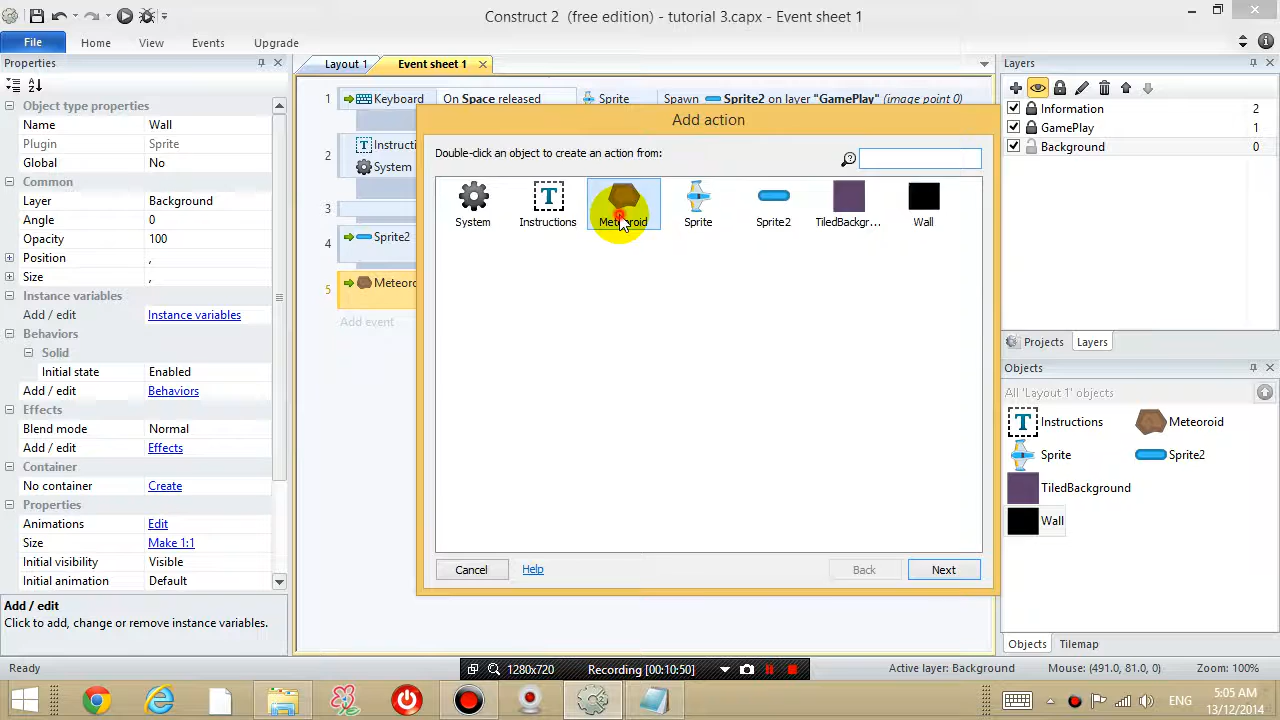 Construct 2 (free edition) - tutorial 3.capx - Event sheet 1
File Home View Events Upgrade
Properties
Object type properties
Name Wall
Plugin Sprite
Global No
Common
Layer Background
Angle 0
Opacity 100
Position ,
Size ,
Instance variables
Add / edit Instance variables
Behaviors
Solid
Initial state Enabled
Add / edit Behaviors
Effects
Blend mode Normal
Add / edit Effects
Container
No container Create
Properties
Animations Edit
Size Make 1:1
Initial visibility Visible
Initial animation Default
Add / edit
Click to add, change or remove instance variables.
Layout 1 Event sheet 1
1 Keyboard On Space released Sprite Spawn Sprite2 on layer "GamePlay" (image point 0)
2 T
System
3
4 Sprite2
5
Add event
Add action
Double-click an object to create an action from:
System Instructions Meteoroid Sprite Sprite2 TiledBackgr... Wall
Cancel Help Back Next
Layers
Information 2
GamePlay 1
Background 0
Projects Layers
Objects
All 'Layout 1' objects
T Instructions Meteoroid
Sprite Sprite2
TiledBackground
Wall
Objects Tilemap
Ready 1280x720 Recording [00:10:50] Active layer: Background Mouse: (491.0, 81.0, 0) Zoom: 100%
ENG 5:05 AM
13/12/2014